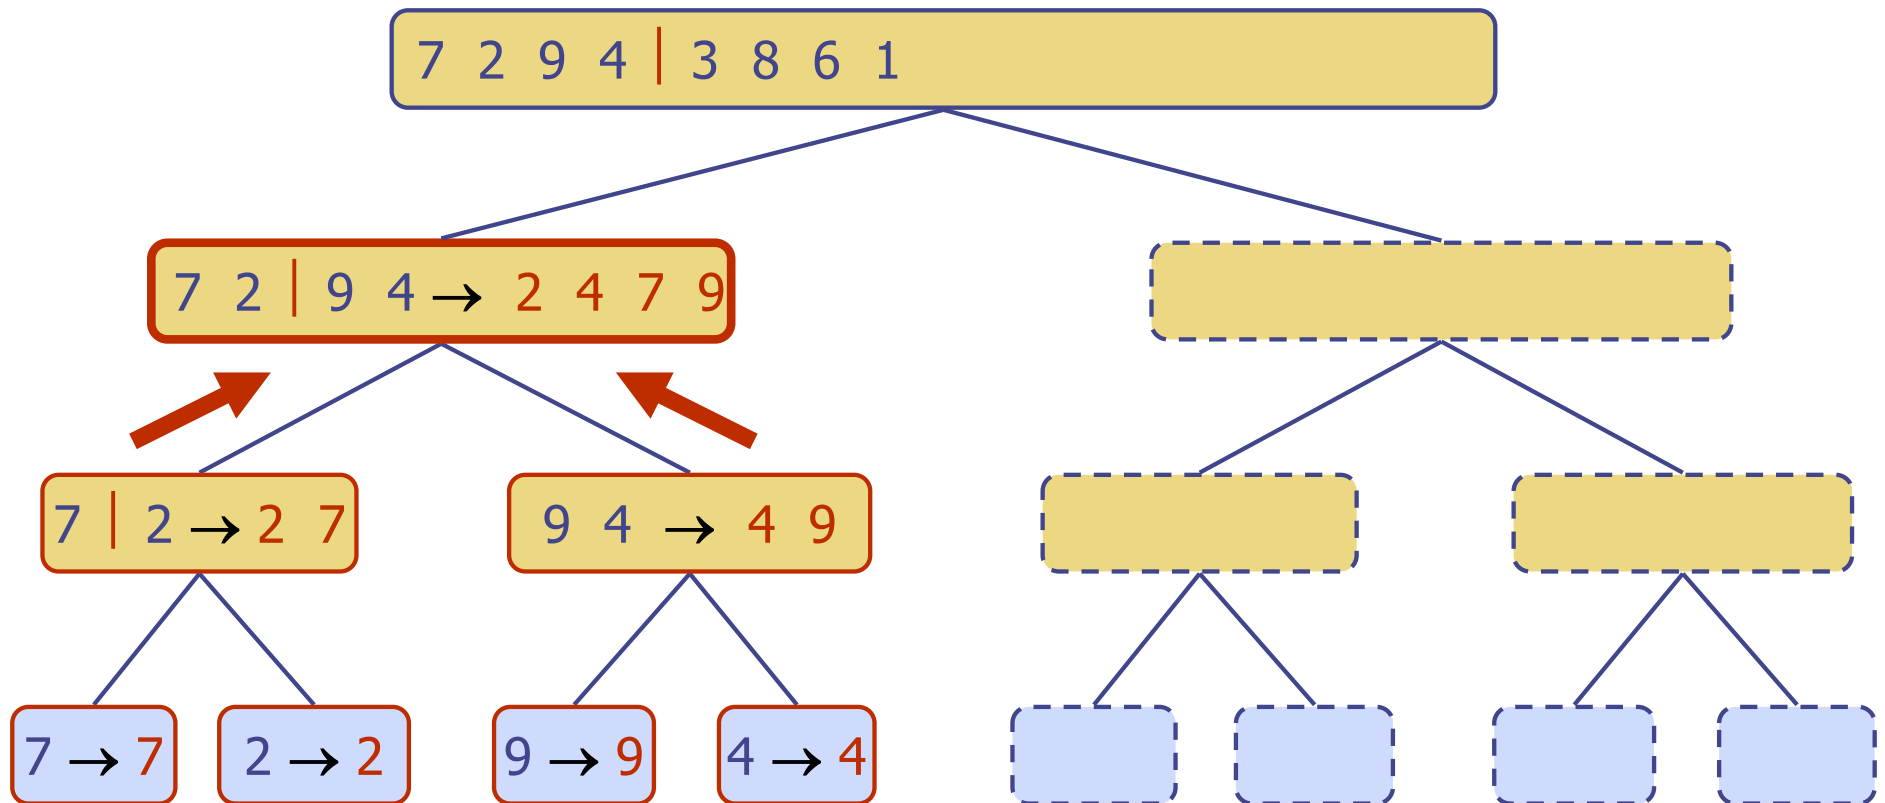 7 2 9 4 | 3 8 6 1
7 2 | 9 4 → 2 4 7 9
7 | 2 → 2 7
9 4 → 4 9
7 → 7
2 → 2
9 → 9
4 → 4